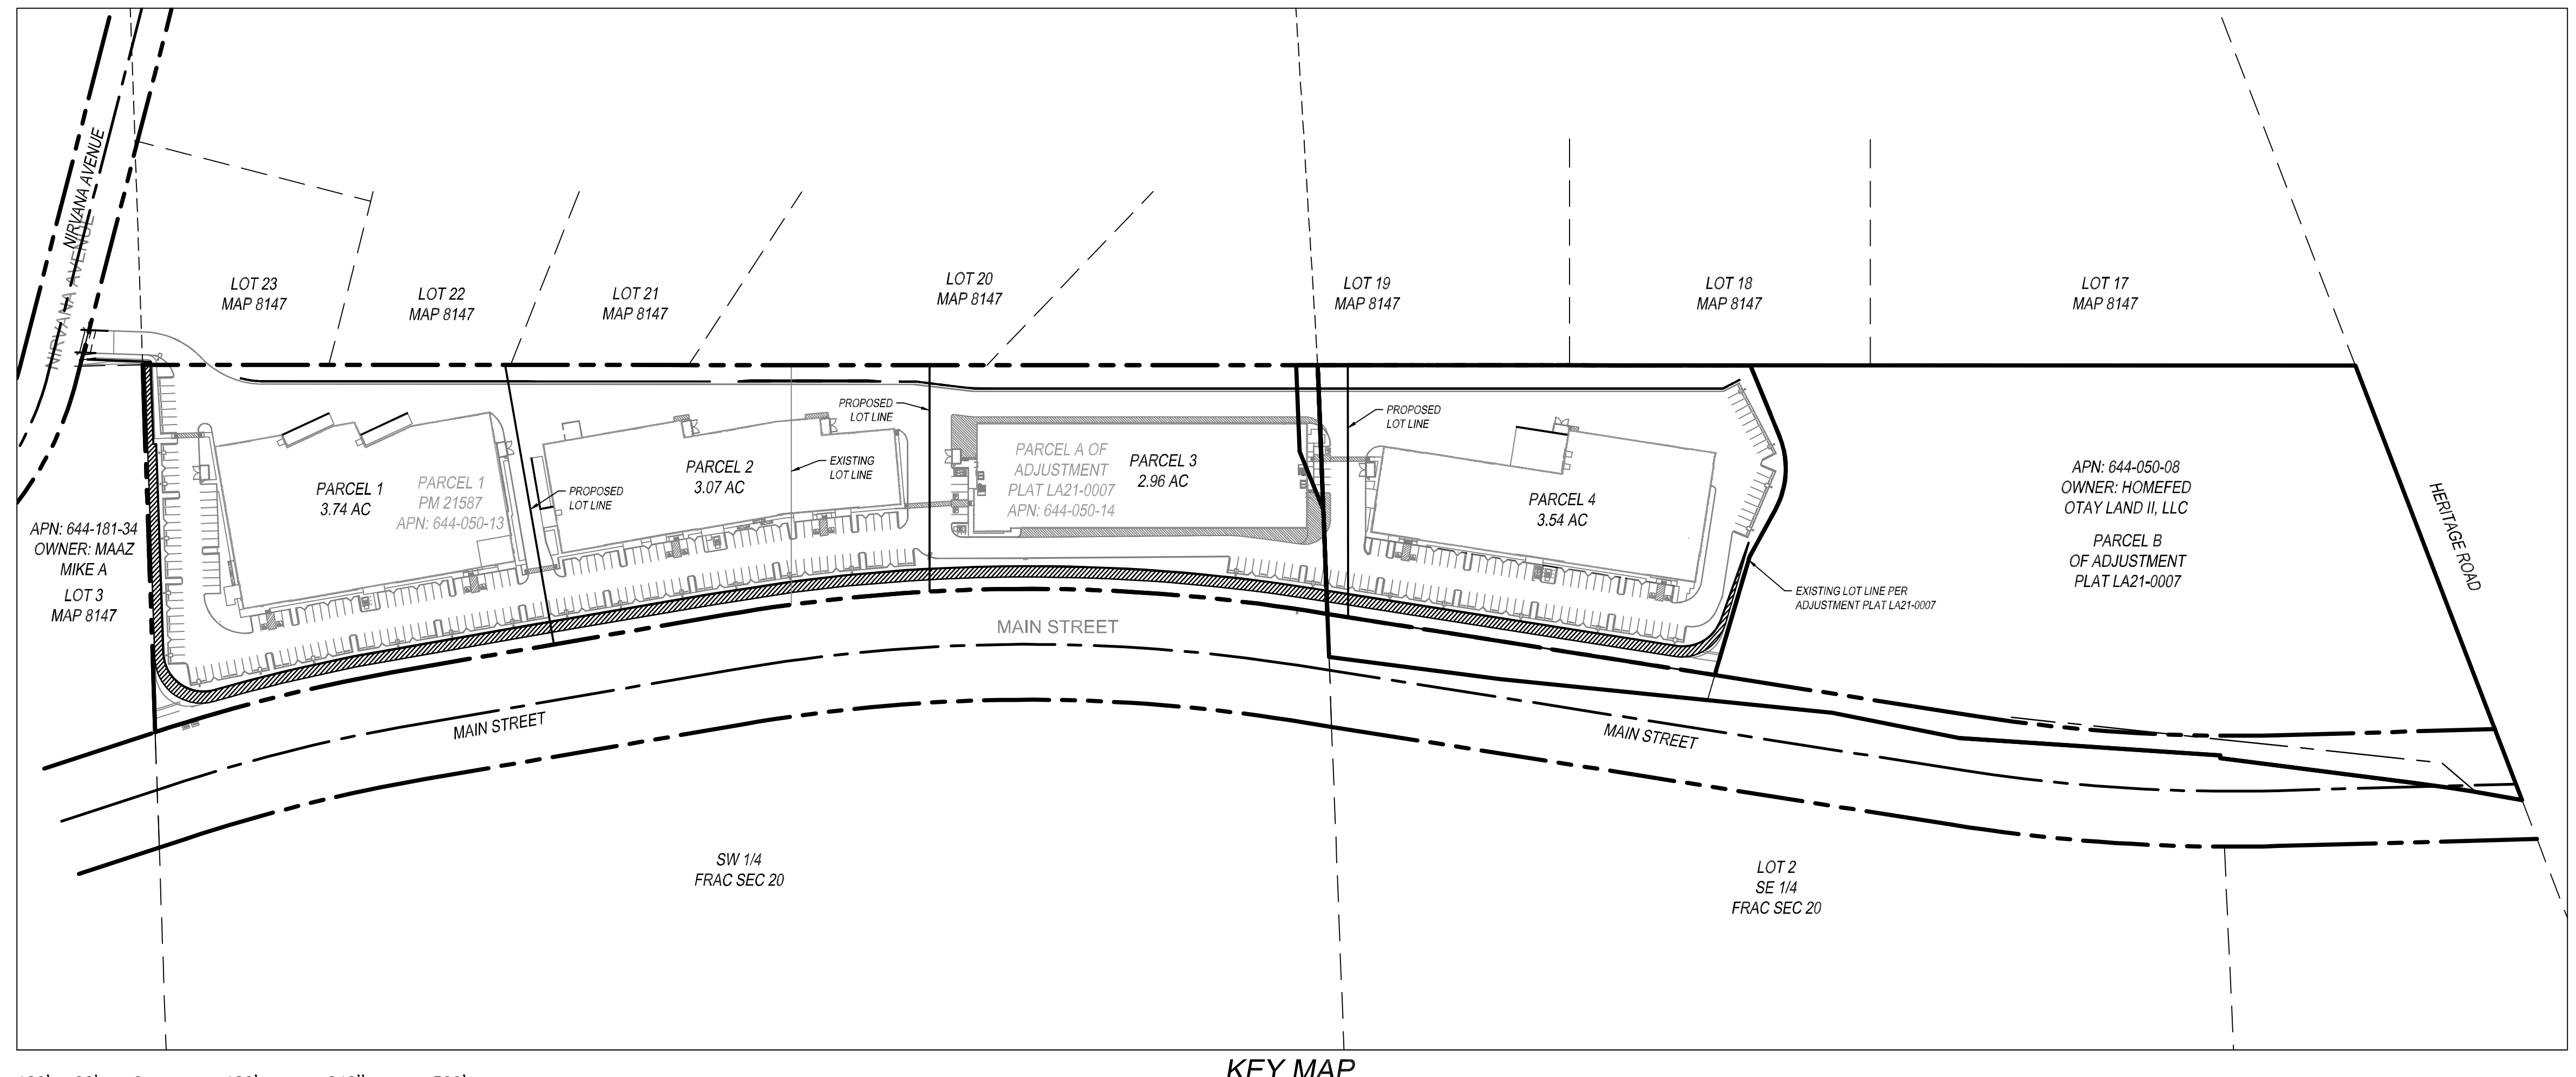 NIRVANA AVENUE
NIRVANA AVENUE
LOT 23
MAP 8147
LOT 22
MAP 8147
LOT 21
MAP 8147
LOT 20
MAP 8147
LOT 19
MAP 8147
LOT 18
MAP 8147
LOT 17
MAP 8147
PROPOSED
LOT LINE
PROPOSED
LOT LINE
PARCEL 1
3.74 AC
PARCEL 1
PM 21587
APN: 644-050-13
PROPOSED
LOT LINE
PARCEL 2
3.07 AC
EXISTING
LOT LINE
PARCEL A OF
ADJUSTMENT
PLAT LA21-0007
APN: 644-050-14
PARCEL 3
2.96 AC
PARCEL 4
3.54 AC
APN: 644-050-08
OWNER: HOMEFED
OTAY LAND II, LLC
PARCEL B
OF ADJUSTMENT
PLAT LA21-0007
HERITAGE ROAD
APN: 644-181-34
OWNER: MAAZ
MIKE A
LOT 3
MAP 8147
EXISTING LOT LINE PER
ADJUSTMENT PLAT LA21-0007
MAIN STREET
MAIN STREET
MAIN STREET
SW 1/4
FRAC SEC 20
LOT 2
SE 1/4
FRAC SEC 20
KEY MAP